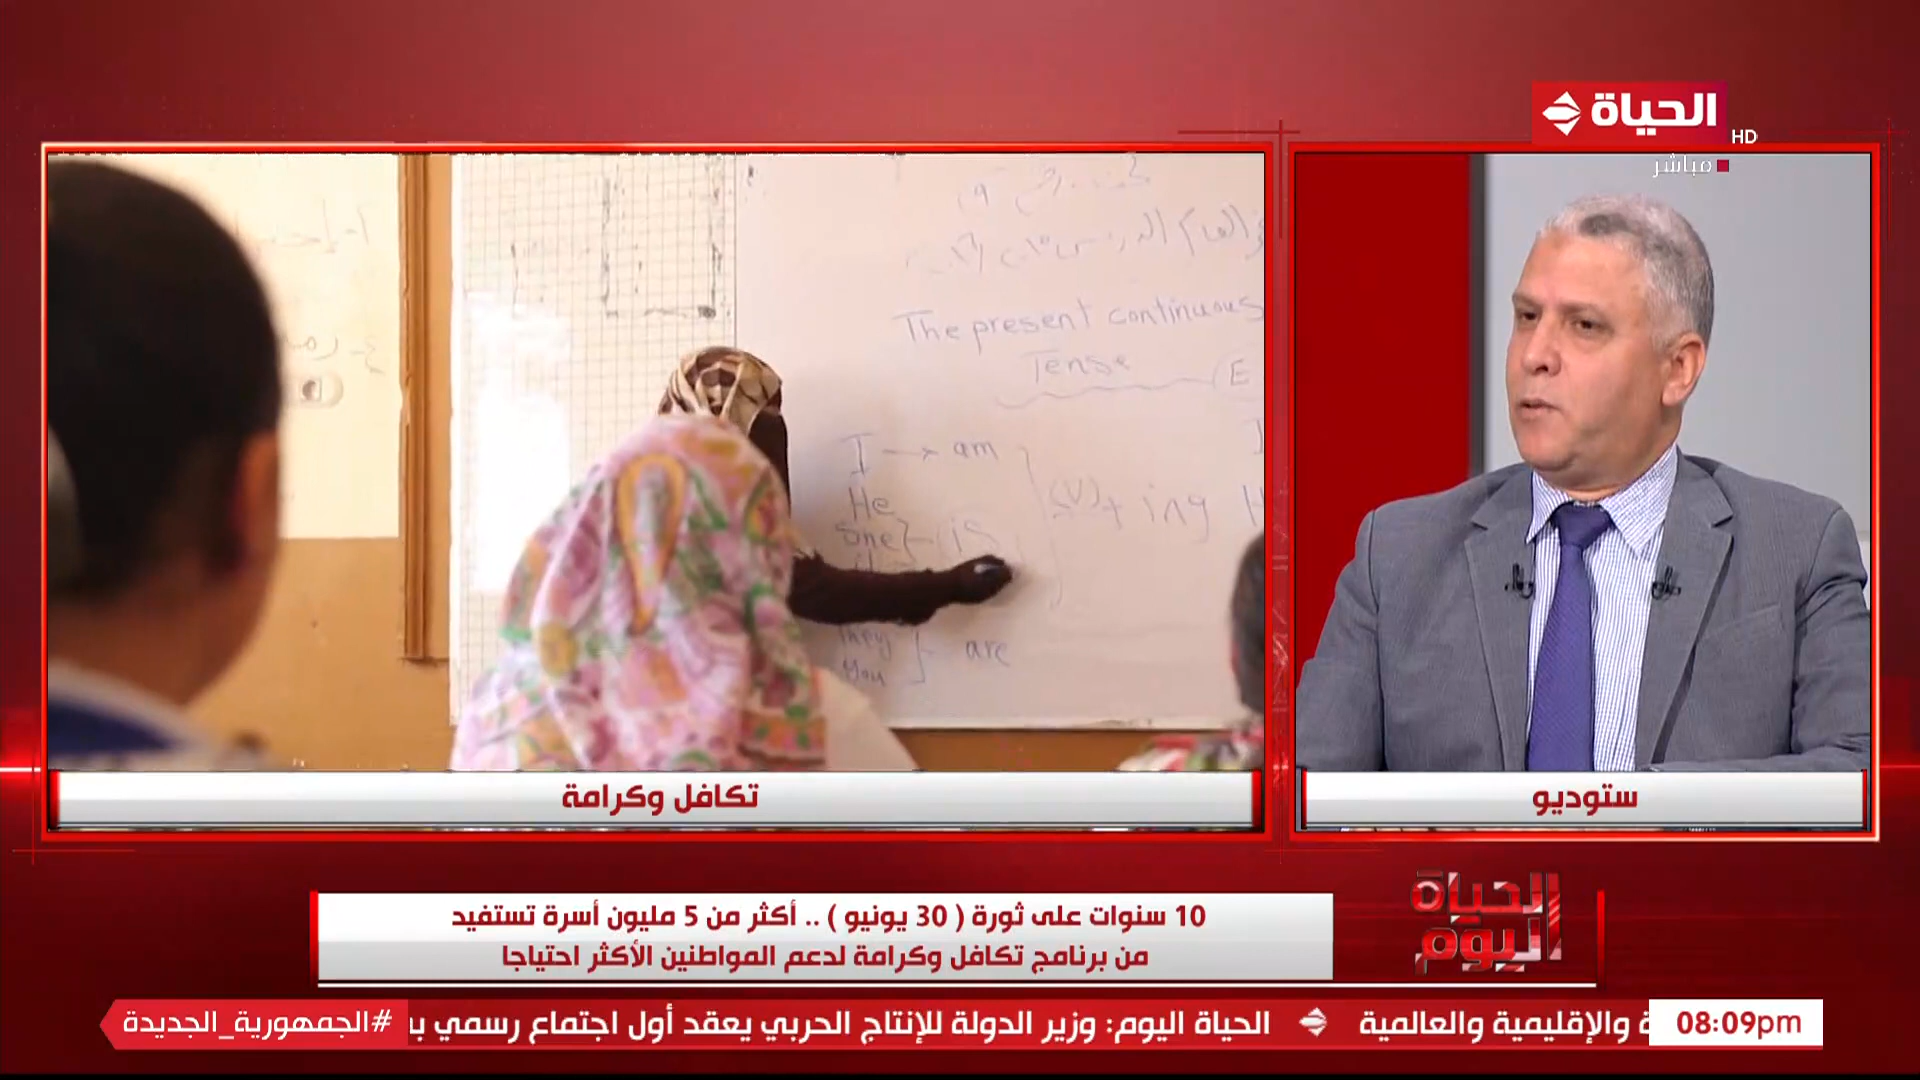 الحياة
HD
مباشر
The present continuous
Tense
(E
I → am
He
is
(V) + ing
they
you
are
تكافل وكرامة
ستوديو
الحياة اليوم
10 سنوات على ثورة ( 30 يونيو ) .. أكثر من 5 مليون أسرة تستفيد
من برنامج تكافل وكرامة لدعم المواطنين الأكثر احتياجا
08:09pm
والإقليمية والعالمية
الحياة اليوم: وزير الدولة للإنتاج الحربي يعقد أول اجتماع رسمي
#الجمهورية_الجديدة